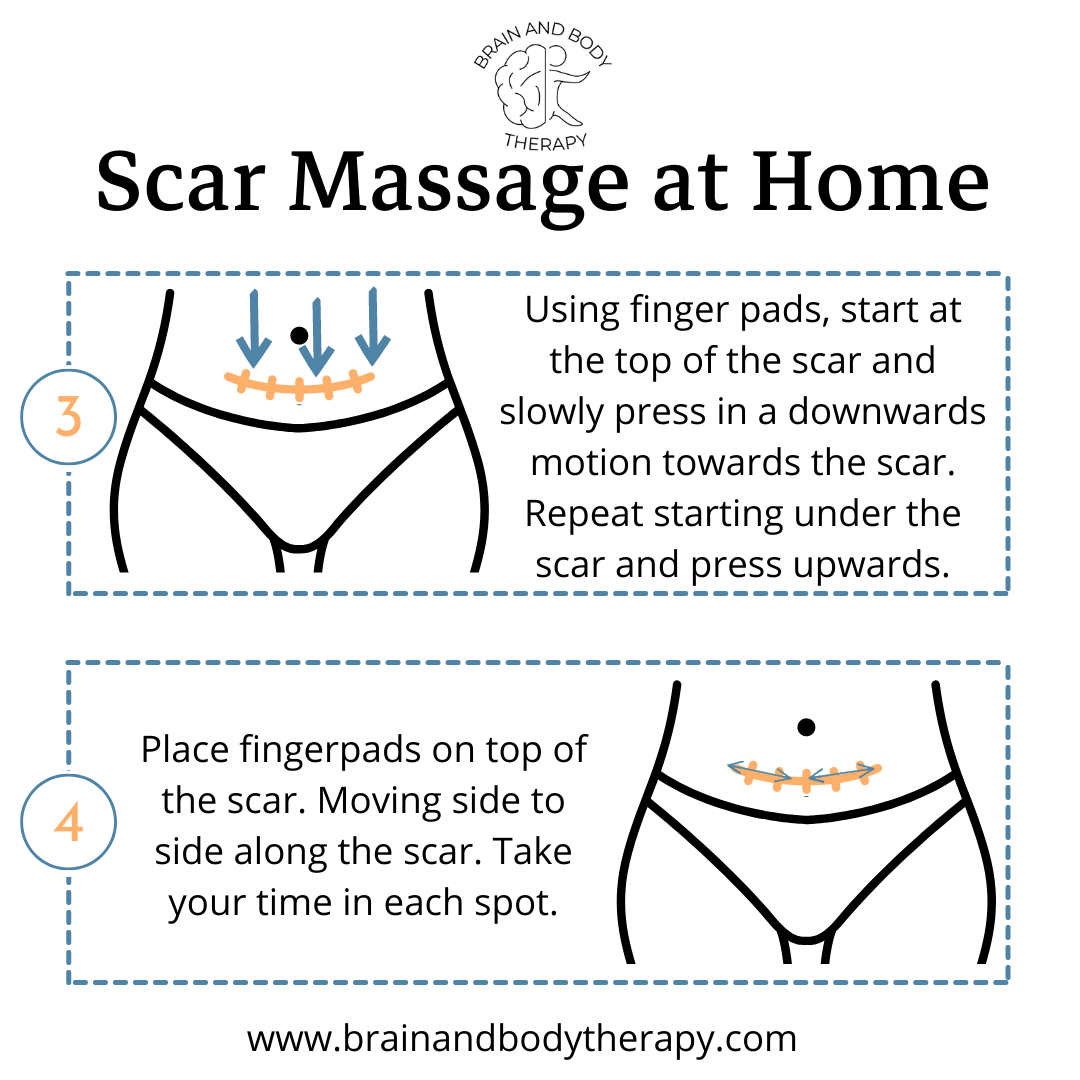 BRAIN AND BODY
THERAPY
Scar Massage at Home
3
Using finger pads, start at
the top of the scar and
slowly press in a downwards
motion towards the scar.
Repeat starting under the
scar and press upwards.
4
Place fingerpads on top of
the scar. Moving side to
side along the scar. Take
your time in each spot.
www.brainandbodytherapy.com